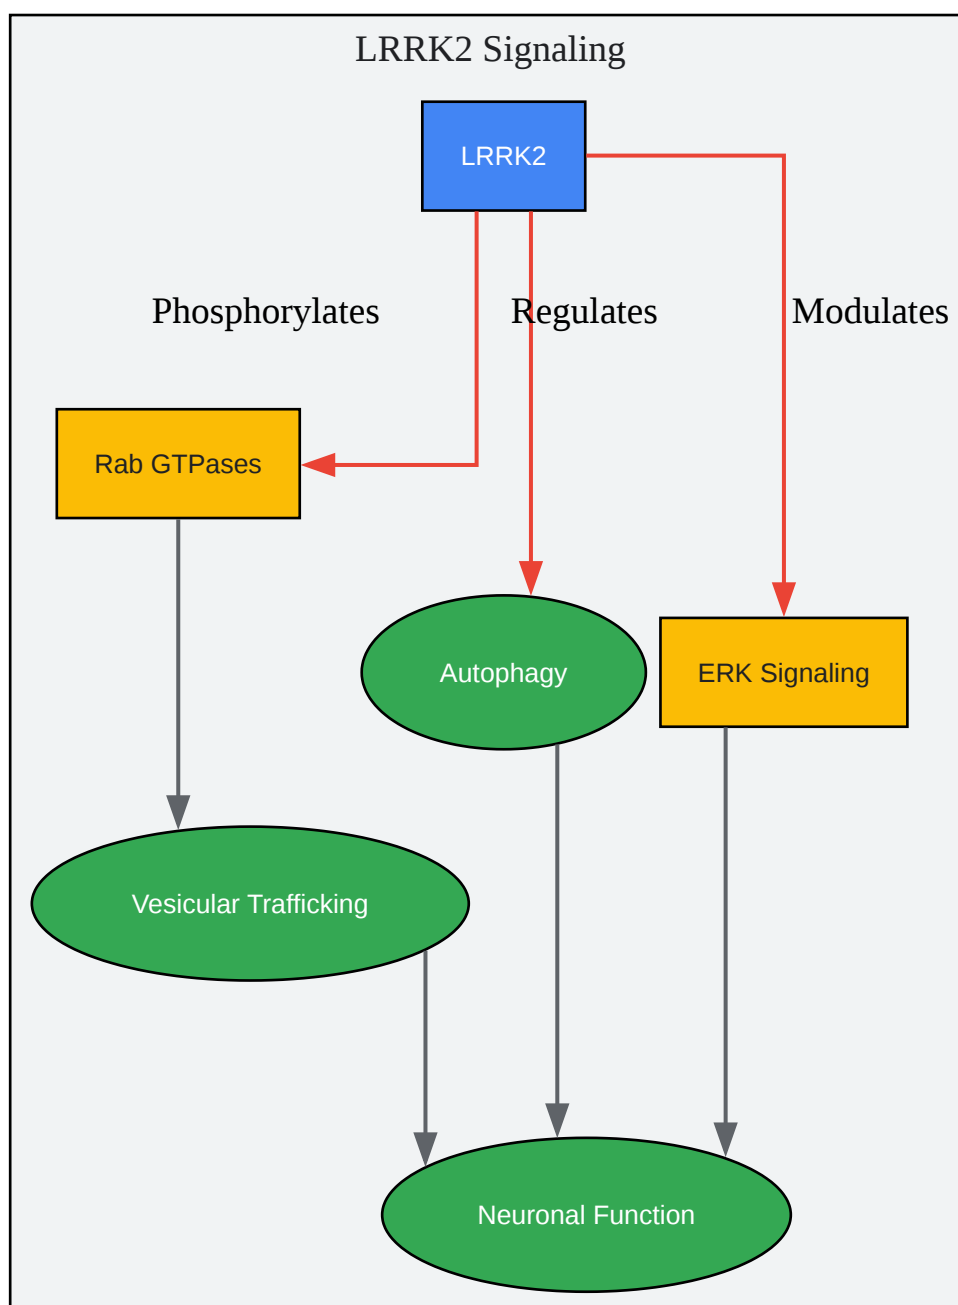 LRRK2 Signaling
LRRK2
Phosphorylates
Regulates
Modulates
Rab GTPases
Autophagy
ERK Signaling
Vesicular Trafficking
Neuronal Function